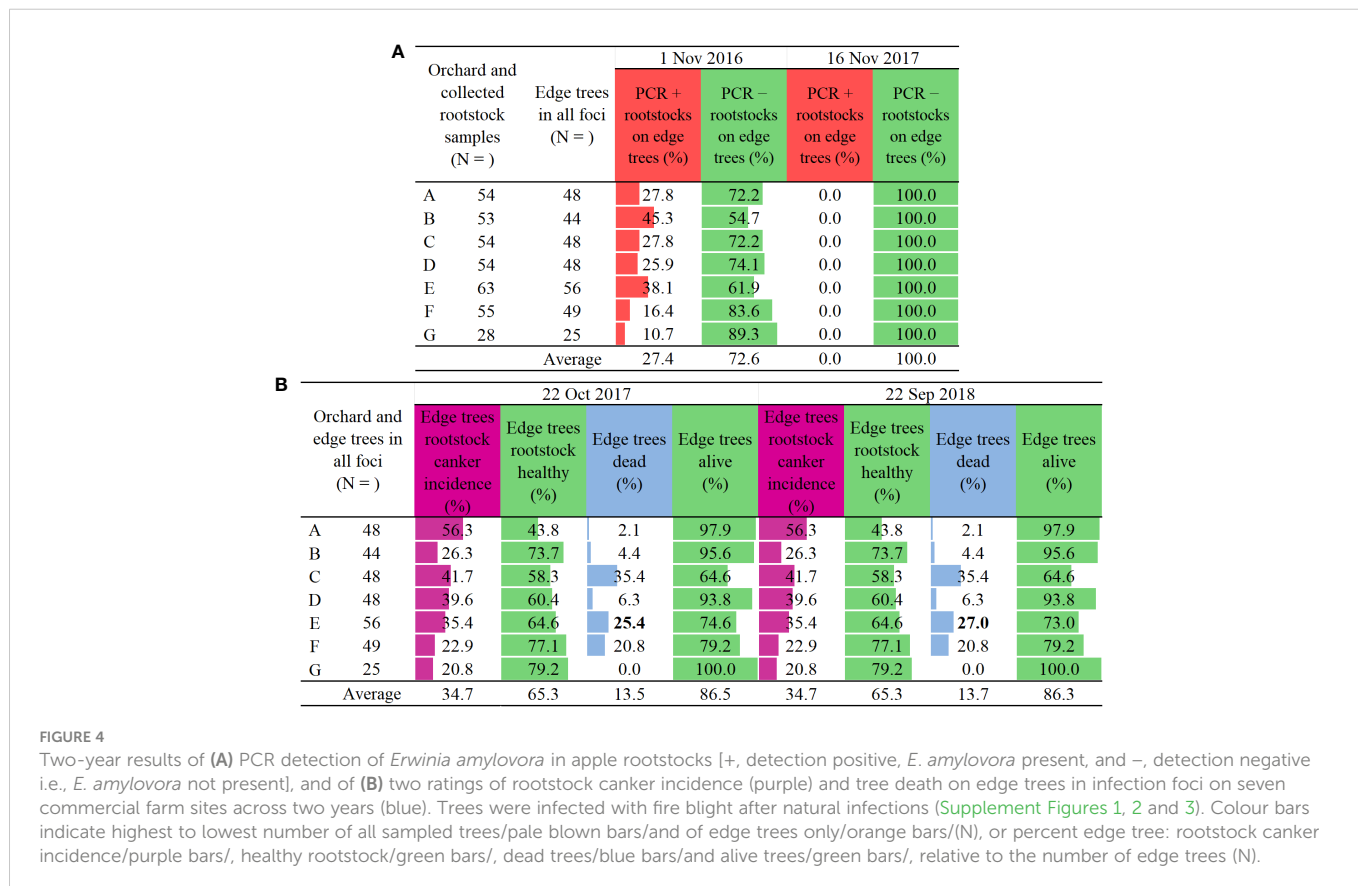 A
1 Nov 2016 16 Nov 2017
Orchard and collected rootstock samples (N = ) Edge trees in all foci (N = ) PCR + rootstocks on edge trees (%) PCR − rootstocks on edge trees (%) PCR + rootstocks on edge trees (%) PCR − rootstocks on edge trees (%)
A 54 48 27.8 72.2 0.0 100.0
B 53 44 45.3 54.7 0.0 100.0
C 54 48 27.8 72.2 0.0 100.0
D 54 48 25.9 74.1 0.0 100.0
E 63 56 38.1 61.9 0.0 100.0
F 55 49 16.4 83.6 0.0 100.0
G 28 25 10.7 89.3 0.0 100.0
Average 27.4 72.6 0.0 100.0
B
22 Oct 2017 22 Sep 2018
Orchard and edge trees in all foci (N = ) Edge trees rootstock canker incidence (%) Edge trees rootstock healthy (%) Edge trees dead (%) Edge trees alive (%) Edge trees rootstock canker incidence (%) Edge trees rootstock healthy (%) Edge trees dead (%) Edge trees alive (%)
A 48 56.3 43.8 2.1 97.9 56.3 43.8 2.1 97.9
B 44 26.3 73.7 4.4 95.6 26.3 73.7 4.4 95.6
C 48 41.7 58.3 35.4 64.6 41.7 58.3 35.4 64.6
D 48 39.6 60.4 6.3 93.8 39.6 60.4 6.3 93.8
E 56 35.4 64.6 25.4 74.6 35.4 64.6 27.0 73.0
F 49 22.9 77.1 20.8 79.2 22.9 77.1 20.8 79.2
G 25 20.8 79.2 0.0 100.0 20.8 79.2 0.0 100.0
Average 34.7 65.3 13.5 86.5 34.7 65.3 13.7 86.3
FIGURE 4
Two-year results of (A) PCR detection of Erwinia amylovora in apple rootstocks [+, detection positive, E. amylovora present, and −, detection negative
i.e., E. amylovora not present], and of (B) two ratings of rootstock canker incidence (purple) and tree death on edge trees in infection foci on seven
commercial farm sites across two years (blue). Trees were infected with fire blight after natural infections (Supplement Figures 1, 2 and 3). Colour bars
indicate highest to lowest number of all sampled trees/pale blown bars/and of edge trees only/orange bars/(N), or percent edge tree: rootstock canker
incidence/purple bars/, healthy rootstock/green bars/, dead trees/blue bars/and alive trees/green bars/, relative to the number of edge trees (N).